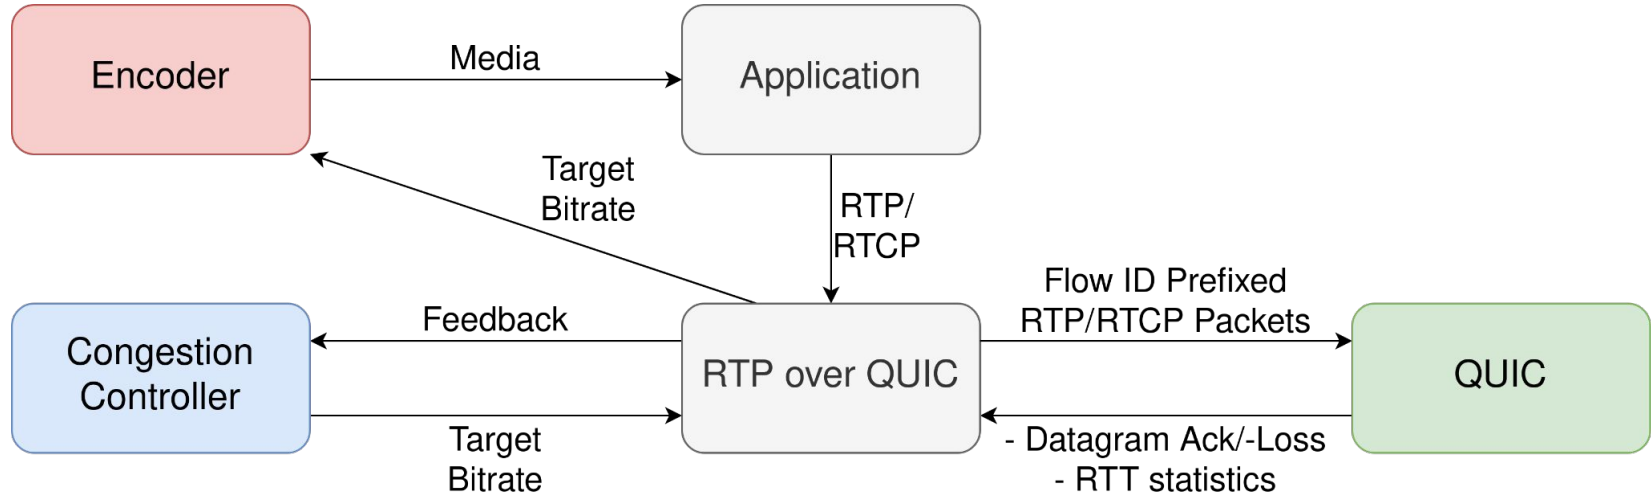 Encoder
Media
Application
Target
Bitrate
RTP/
RTCP
Congestion
Controller
Feedback
Target
Bitrate
RTP over QUIC
Flow ID Prefixed
RTP/RTCP Packets
- Datagram Ack/-Loss
- RTT statistics
QUIC